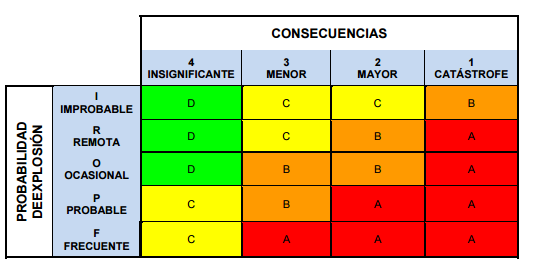 CONSECUENCIAS
4 3 2 1
INSIGNIFICANTE MENOR MAYOR CATÁSTROFE
PROBABILIDAD
DEEXPLOSIÓN
I
IMPROBABLE D C C B
R
REMOTA D C B A
O
OCASIONAL D B B A
P
PROBABLE C B A A
F
FRECUENTE C A A A